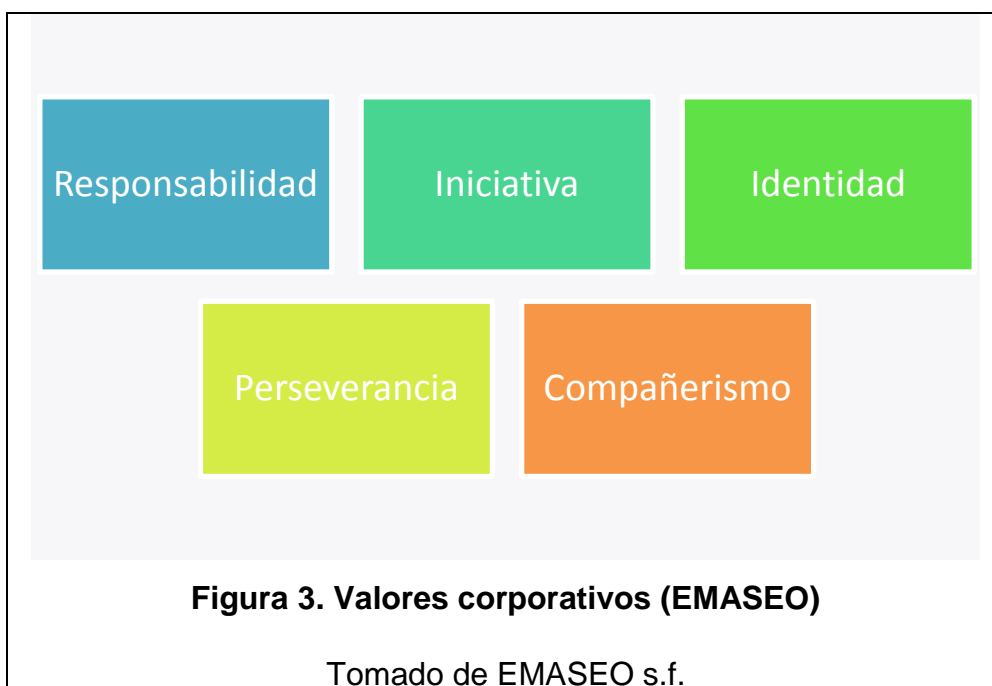 Responsabilidad
Iniciativa
Identidad
Perseverancia
Compañerismo
Figura 3. Valores corporativos (EMASEO)
Tomado de EMASEO s.f.